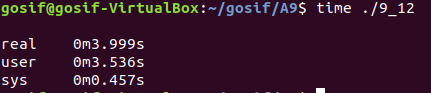 gosif@gosif-VirtualBox:~/gosif/A9$ time ./9_12
real 0m3.999s
user 0m3.536s
sys 0m0.457s